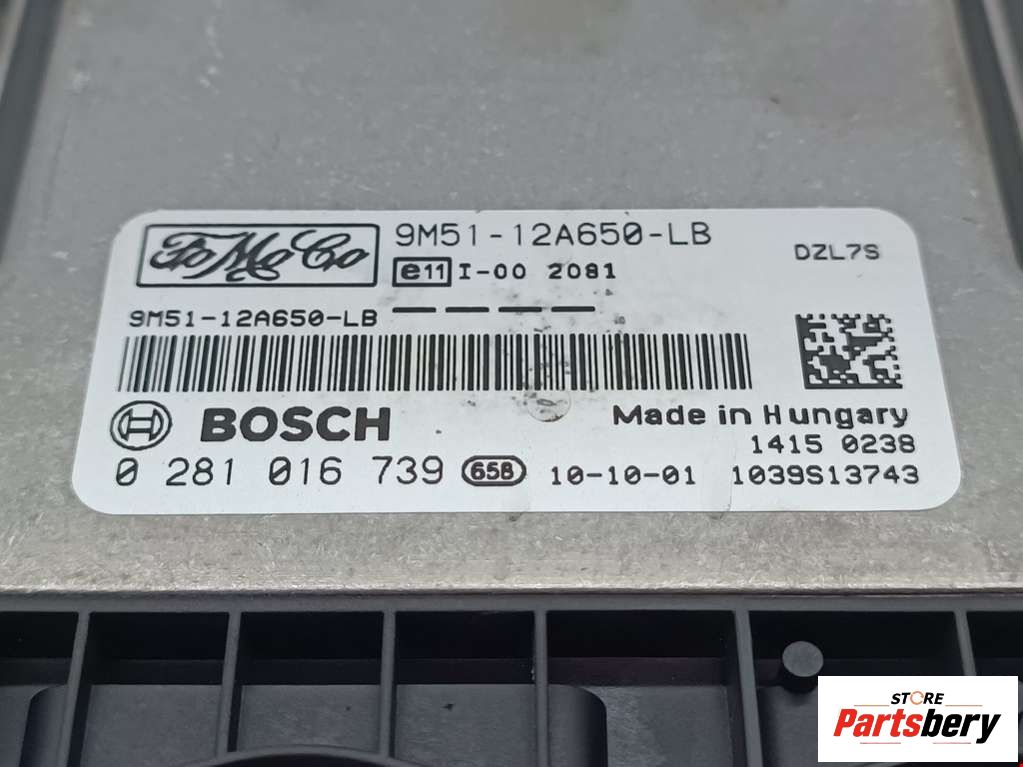 FoMoCo
9M51-12A650-LB
DZL7S
e11 I-00 2081
9M51-12A650-LB
BOSCH
Made in Hungary
1415 0238
0 281 016 739 658 10-10-01 1039S13743
STORE
Partsbery